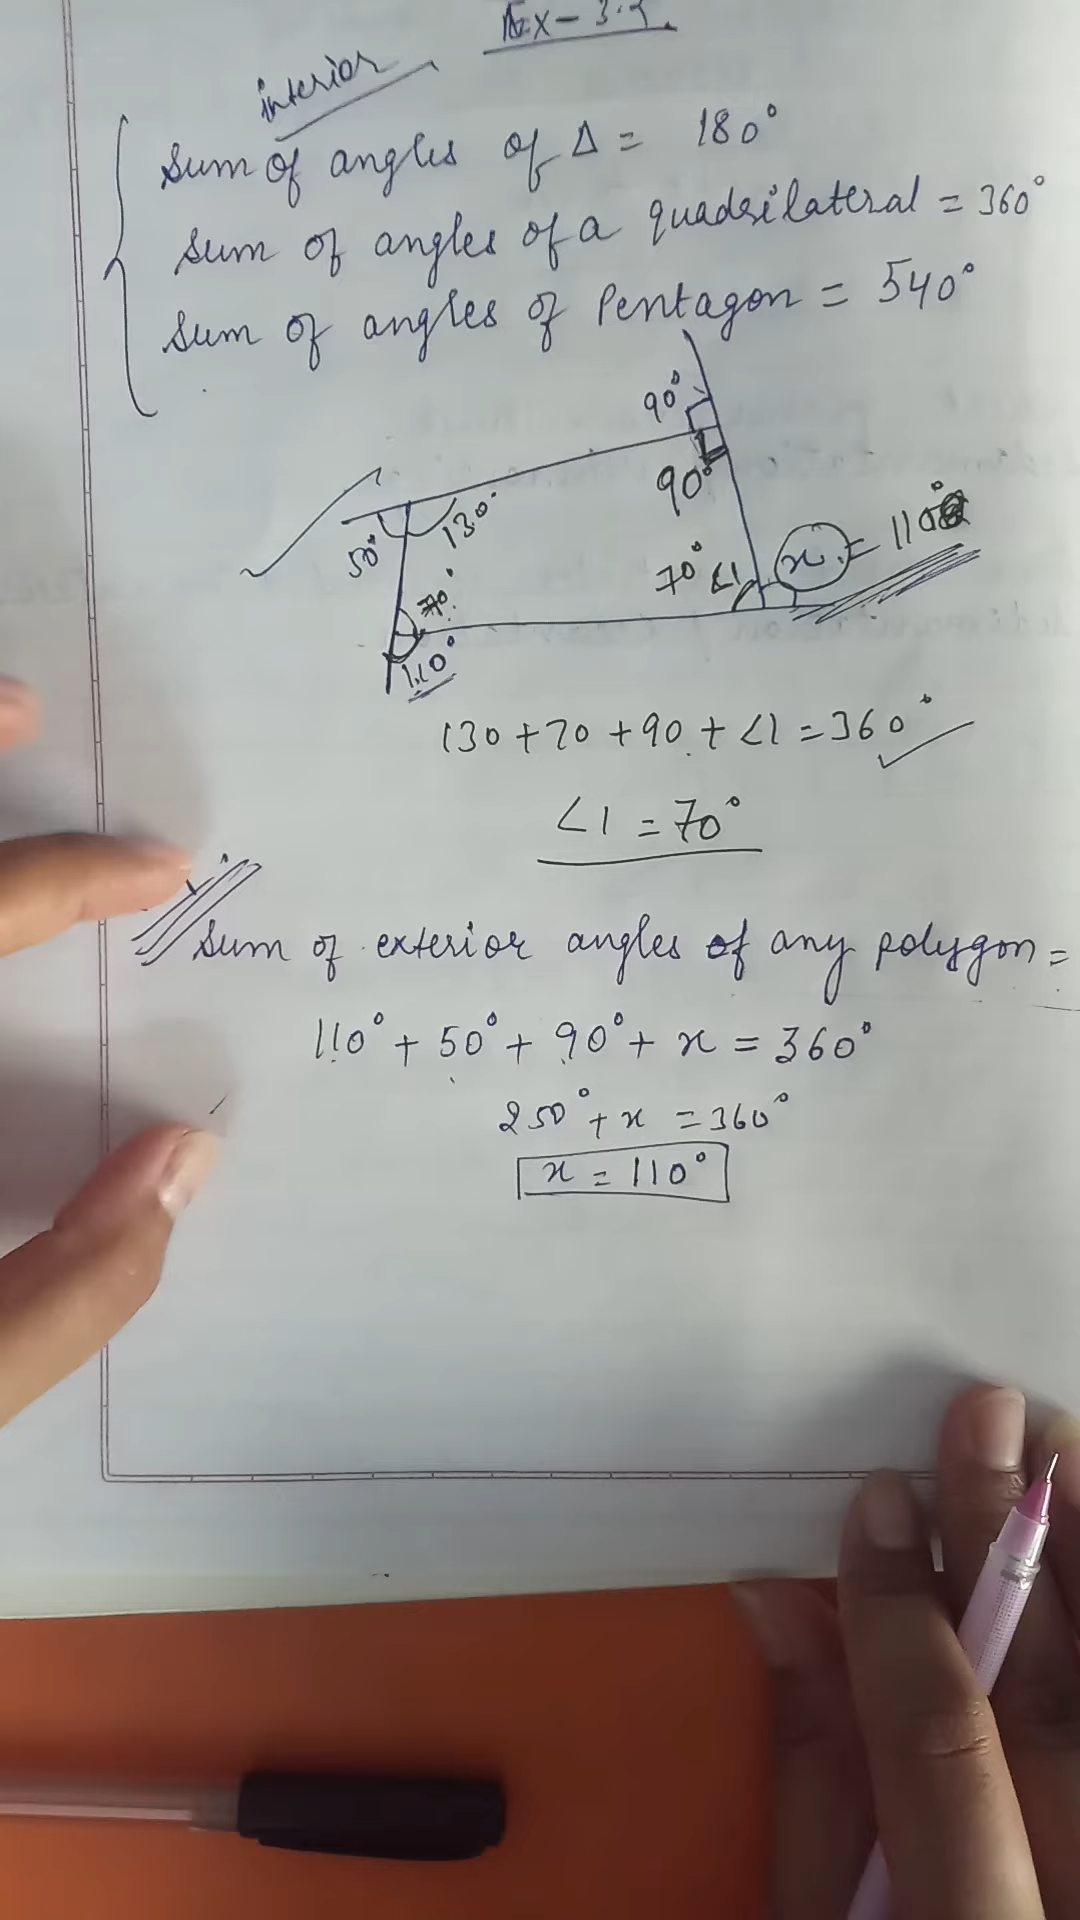 Ex - 3.
interior
Sum of angles of Δ = 180°
Sum of angles of a quadrilateral = 360°
Sum of angles of Pentagon = 540°
90°
90°
50° 130°
70° ∠1 x = 110°
70°
110°
130 + 70 + 90 + ∠1 = 360°
∠1 = 70°
Sum of exterior angles of any polygon =
110° + 50° + 90° + x = 360°
250° + x = 360°
x = 110°